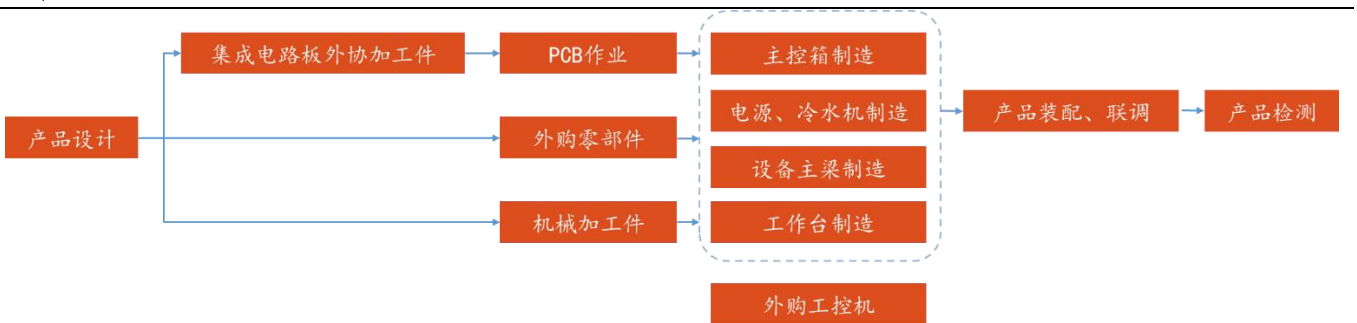 集成电路板外协加工件
PCB作业
主控箱制造
电源、冷水机制造
产品装配、联调
产品检测
产品设计
外购零部件
设备主梁制造
机械加工件
工作台制造
外购工控机